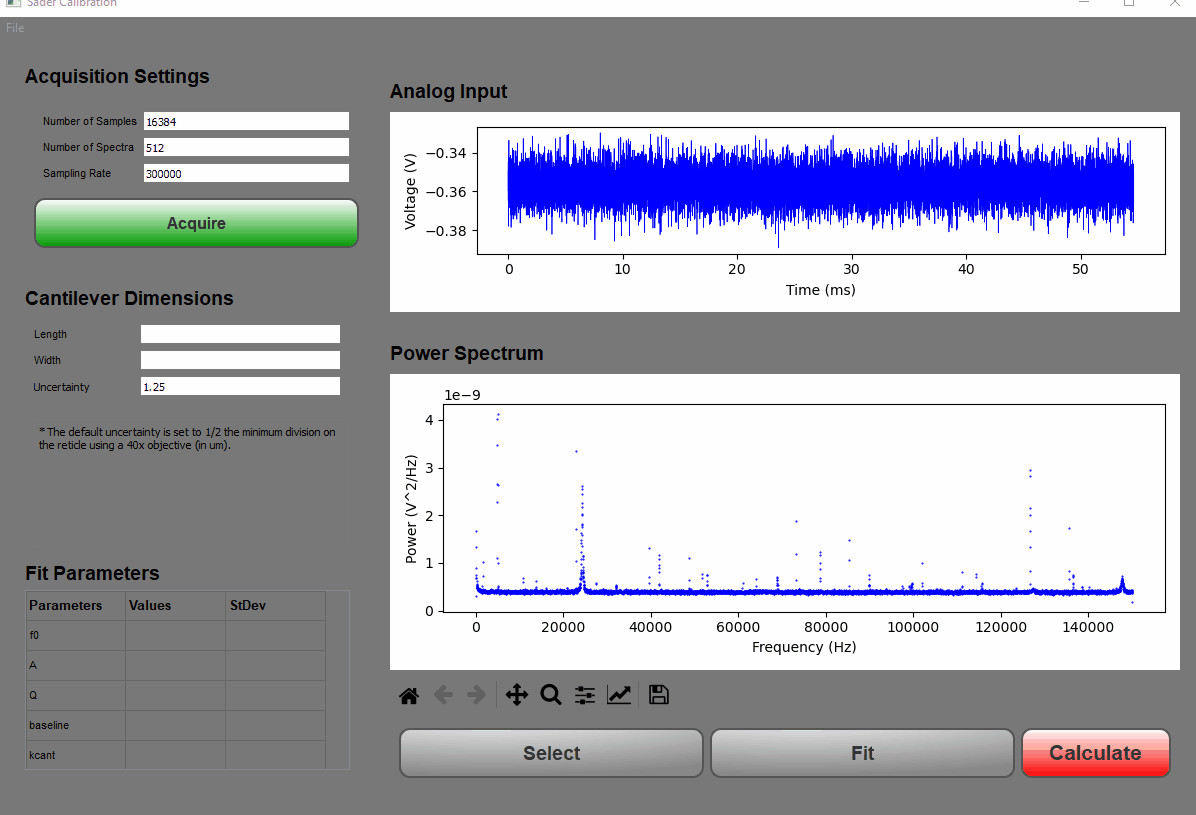 Sader Calibration
File
Acquisition Settings
Number of Samples 16384
Number of Spectra 512
Sampling Rate 300000
Acquire
Cantilever Dimensions
Length
Width
Uncertainty 1.25
* The default uncertainty is set to 1/2 the minimum division on
the reticle using a 40x objective (in um).
Fit Parameters
Parameters Values StDev
f0
A
Q
baseline
kcant
Analog Input
Voltage (V)
−0.34
−0.36
−0.38
0 10 20 30 40 50
Time (ms)
Power Spectrum
1e−9
Power (V^2/Hz)
4
3
2
1
0
0 20000 40000 60000 80000 100000 120000 140000
Frequency (Hz)
Select Fit Calculate